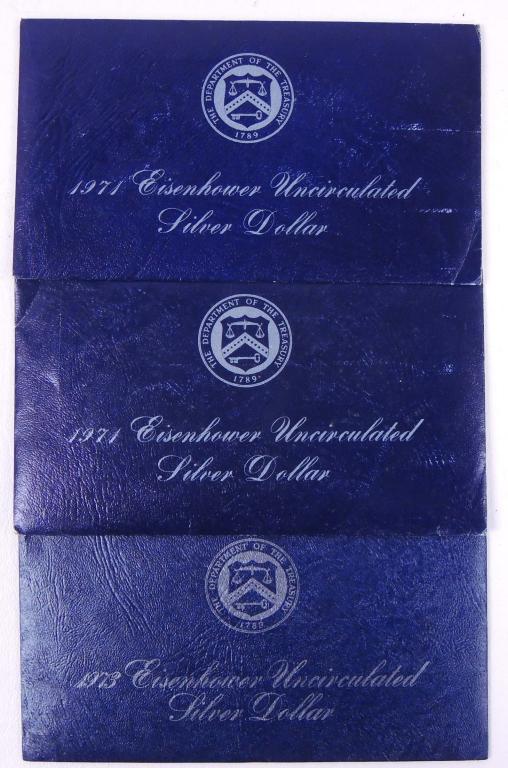 THE DEPARTMENT OF THE TREASURY
1789
1971 Eisenhower Uncirculated
Silver Dollar
THE DEPARTMENT OF THE TREASURY
1789
1971 Eisenhower Uncirculated
Silver Dollar
THE DEPARTMENT OF THE TREASURY
1789
1973 Eisenhower Uncirculated
Silver Dollar